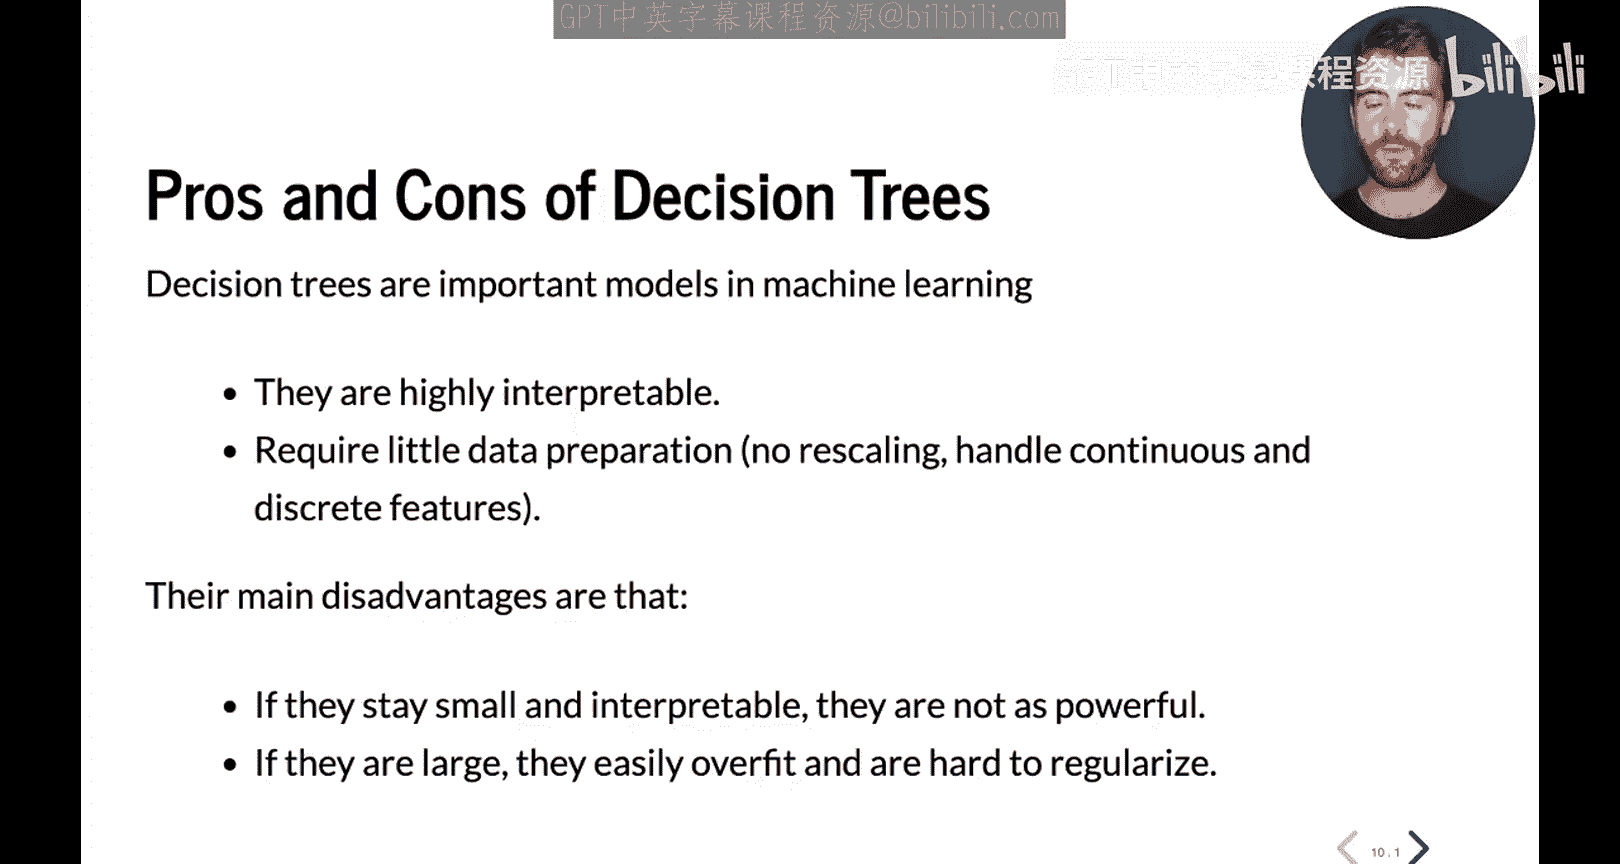 GPT中英字幕课程资源@bilibili.com
程资源 bilibili
Pros and Cons of Decision Trees
Decision trees are important models in machine learning
• They are highly interpretable.
• Require little data preparation (no rescaling, handle continuous and
discrete features).
Their main disadvantages are that:
• If they stay small and interpretable, they are not as powerful.
• If they are large, they easily overfit and are hard to regularize.
10.1